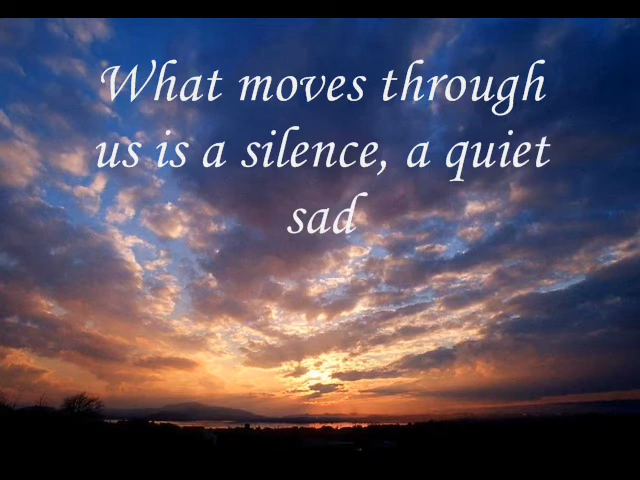 What moves through
us is a silence, a quiet
sad